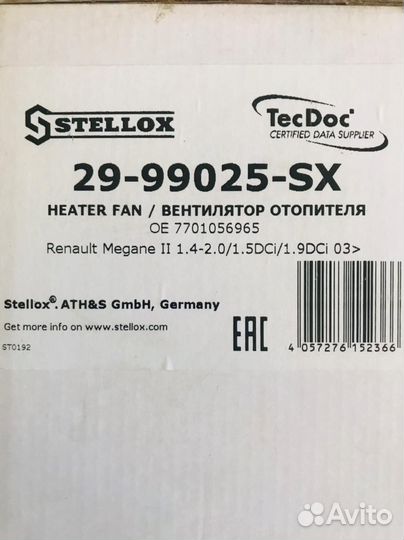 STELLOX
TecDoc
CERTIFIED DATA SUPPLIER
29-99025-SX
HEATER FAN / ВЕНТИЛЯТОР ОТОПИТЕЛЯ
OE 7701056965
Renault Megane II 1.4-2.0/1.5DCi/1.9DCi 03>
Stellox®. ATH&S GmbH, Germany
Get more info on www.stellox.com
ST0192
EAC
4 057276 152366
Avito